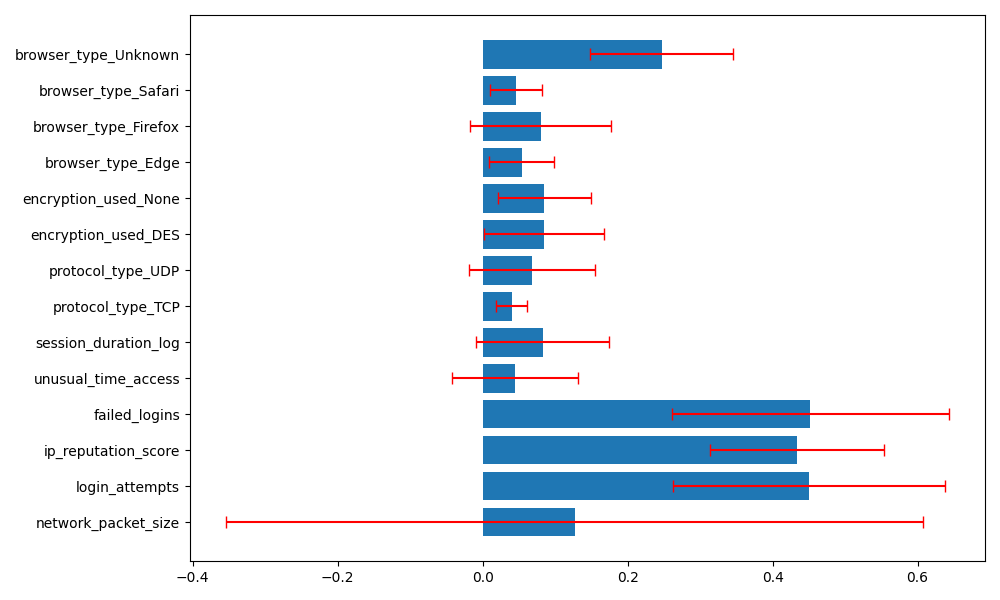 browser_type_Unknown
browser_type_Safari
browser_type_Firefox
browser_type_Edge
encryption_used_None
encryption_used_DES
protocol_type_UDP
protocol_type_TCP
session_duration_log
unusual_time_access
failed_logins
ip_reputation_score
login_attempts
network_packet_size
−0.4 −0.2 0.0 0.2 0.4 0.6